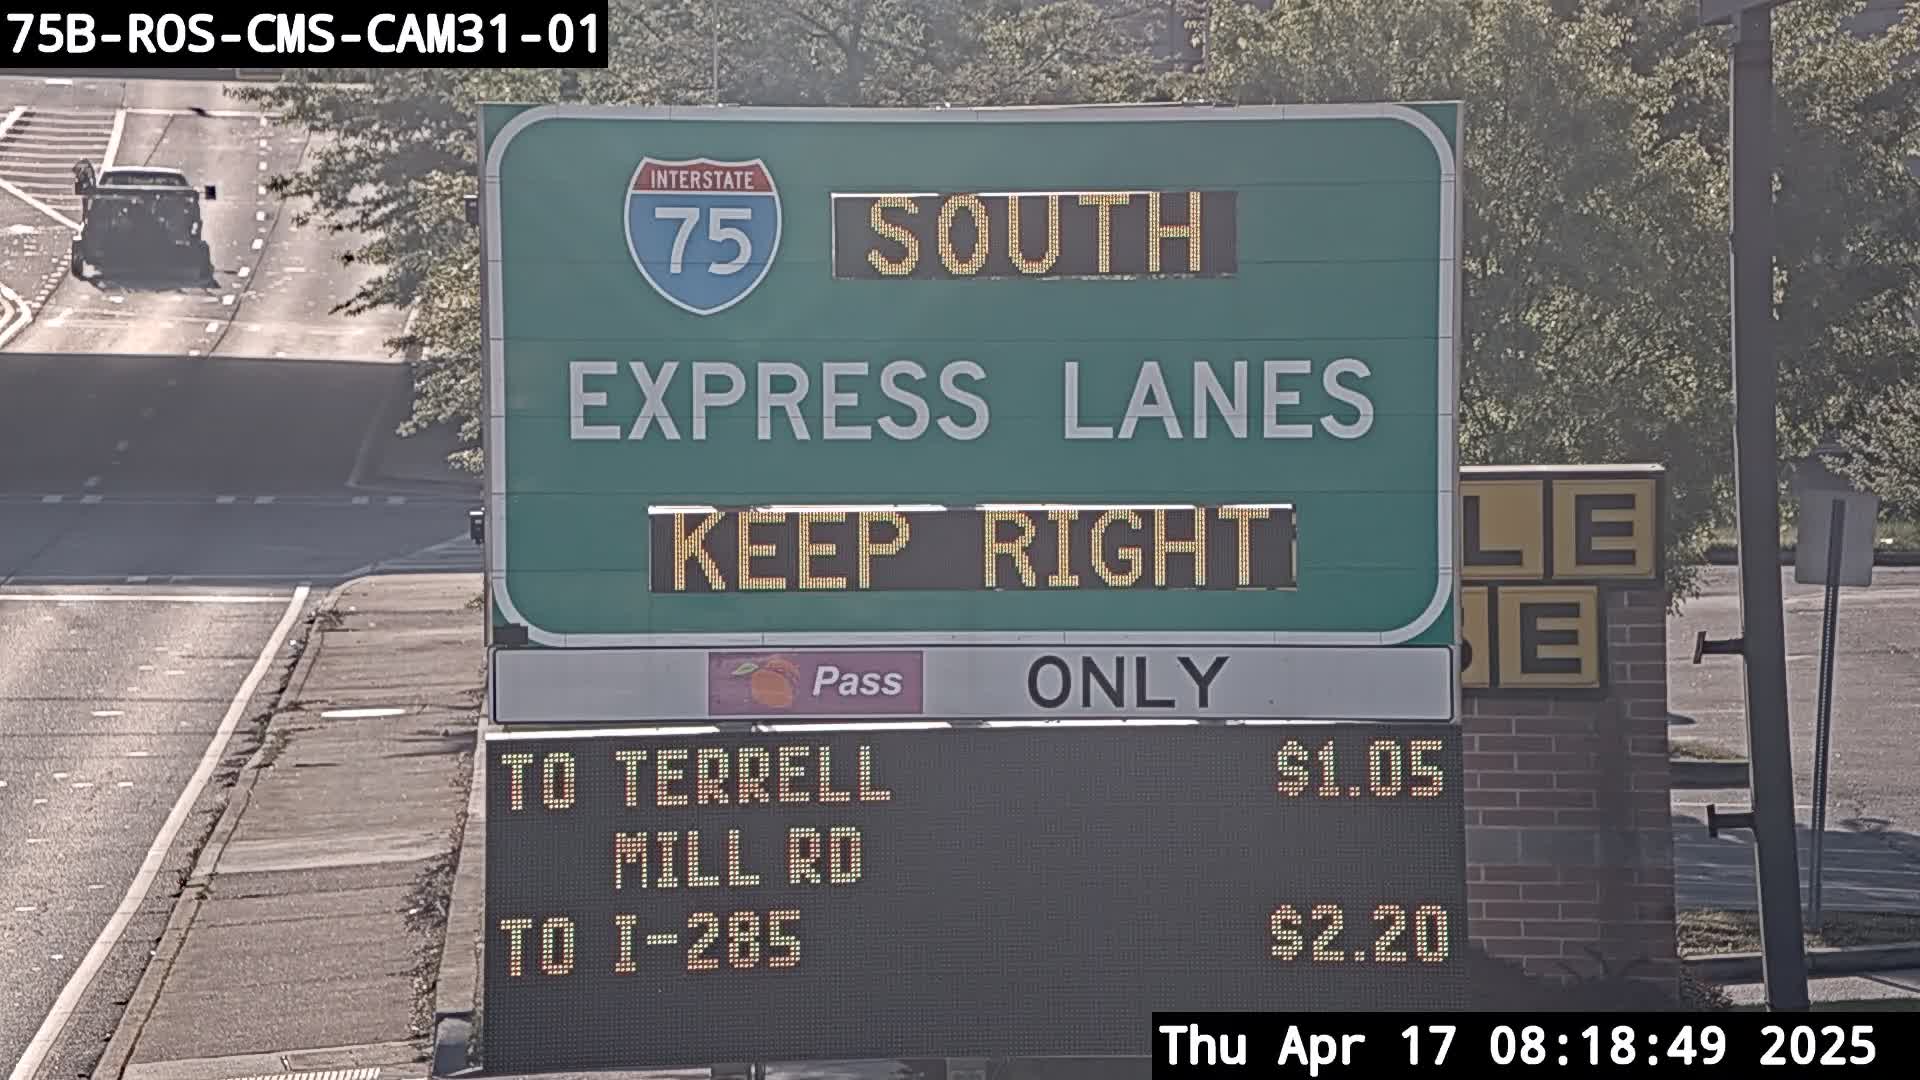 75B-ROS-CMS-CAM31-01
INTERSTATE
75
SOUTH
EXPRESS LANES
KEEP RIGHT
LE
E
Pass ONLY
TO TERRELL $1.05
MILL RD
TO I-285 $2.20
Thu Apr 17 08:18:49 2025